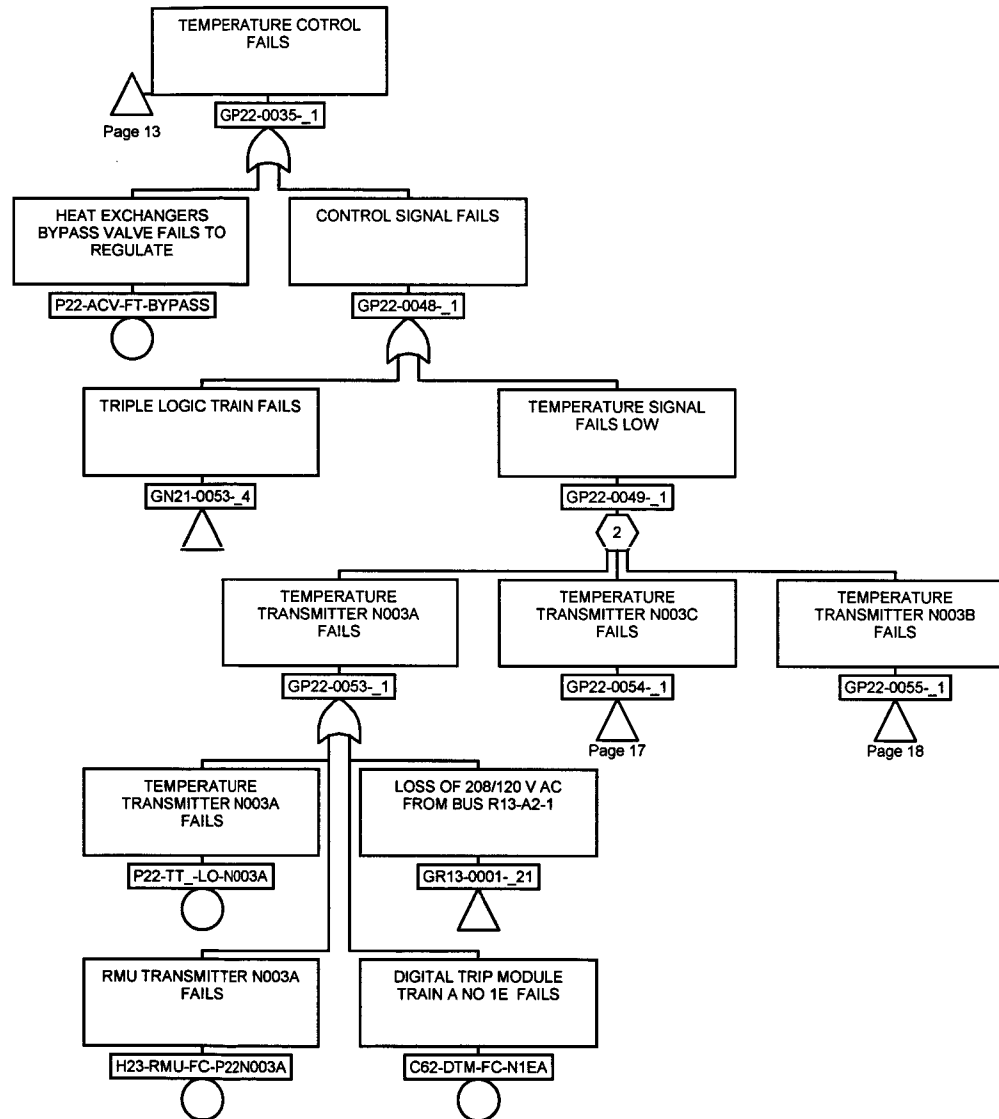 TEMPERATURE COTROL
FAILS
Page 13
GP22-0035-_1
HEAT EXCHANGERS
BYPASS VALVE FAILS TO
REGULATE
P22-ACV-FT-BYPASS
CONTROL SIGNAL FAILS
GP22-0048-_1
TRIPLE LOGIC TRAIN FAILS
GN21-0053-_4
TEMPERATURE SIGNAL
FAILS LOW
GP22-0049-_1
2
TEMPERATURE
TRANSMITTER N003A
FAILS
GP22-0053-_1
TEMPERATURE
TRANSMITTER N003C
FAILS
GP22-0054-_1
Page 17
TEMPERATURE
TRANSMITTER N003B
FAILS
GP22-0055-_1
Page 18
TEMPERATURE
TRANSMITTER N003A
FAILS
P22-TT_-LO-N003A
LOSS OF 208/120 V AC
FROM BUS R13-A2-1
GR13-0001-_21
RMU TRANSMITTER N003A
FAILS
H23-RMU-FC-P22N003A
DIGITAL TRIP MODULE
TRAIN A NO 1E FAILS
C62-DTM-FC-N1EA